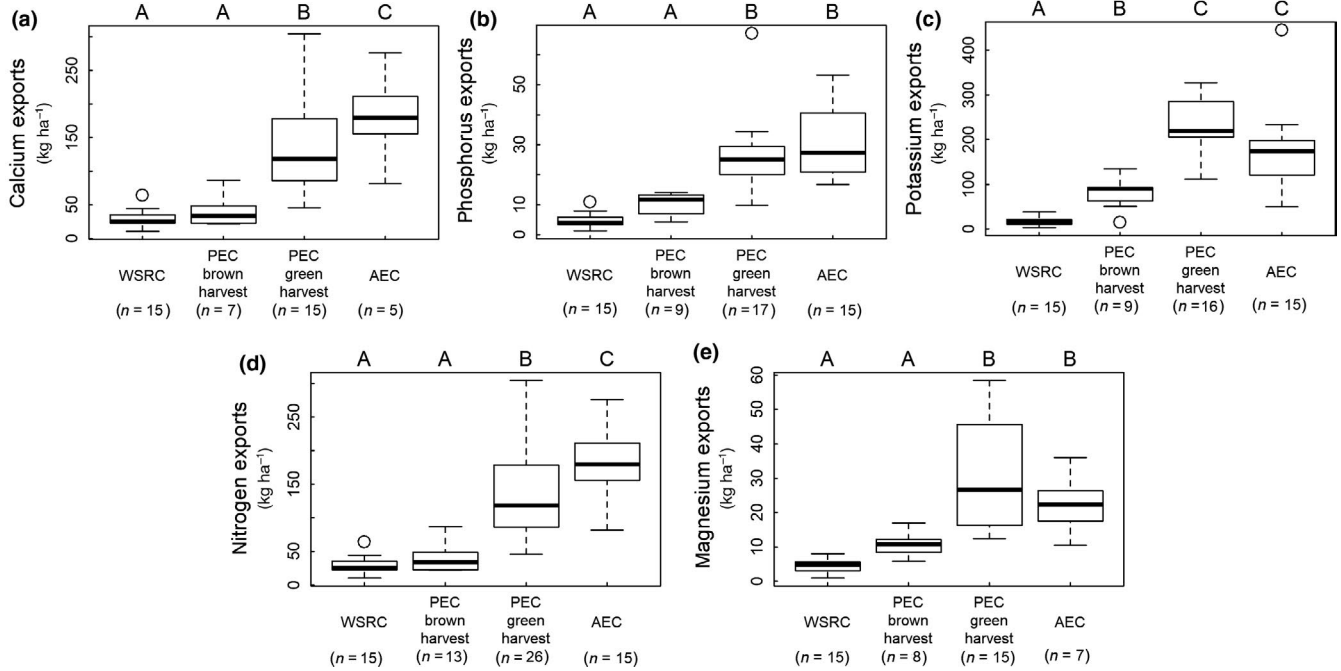 (a)
A A B C
Calcium exports
(kg ha⁻¹)
250
150
50
0
WSRC
(n = 15)
PEC
brown
harvest
(n = 7)
PEC
green
harvest
(n = 15)
AEC
(n = 5)
(b)
A A B B
Phosphorus exports
(kg ha⁻¹)
50
30
10
0
WSRC
(n = 15)
PEC
brown
harvest
(n = 9)
PEC
green
harvest
(n = 17)
AEC
(n = 15)
(c)
A B C C
Potassium exports
(kg ha⁻¹)
400
300
200
100
0
WSRC
(n = 15)
PEC
brown
harvest
(n = 9)
PEC
green
harvest
(n = 16)
AEC
(n = 15)
(d)
A A B C
Nitrogen exports
(kg ha⁻¹)
250
150
50
0
WSRC
(n = 15)
PEC
brown
harvest
(n = 13)
PEC
green
harvest
(n = 26)
AEC
(n = 15)
(e)
A A B B
Magnesium exports
(kg ha⁻¹)
60
50
40
30
20
10
0
WSRC
(n = 15)
PEC
brown
harvest
(n = 8)
PEC
green
harvest
(n = 15)
AEC
(n = 7)